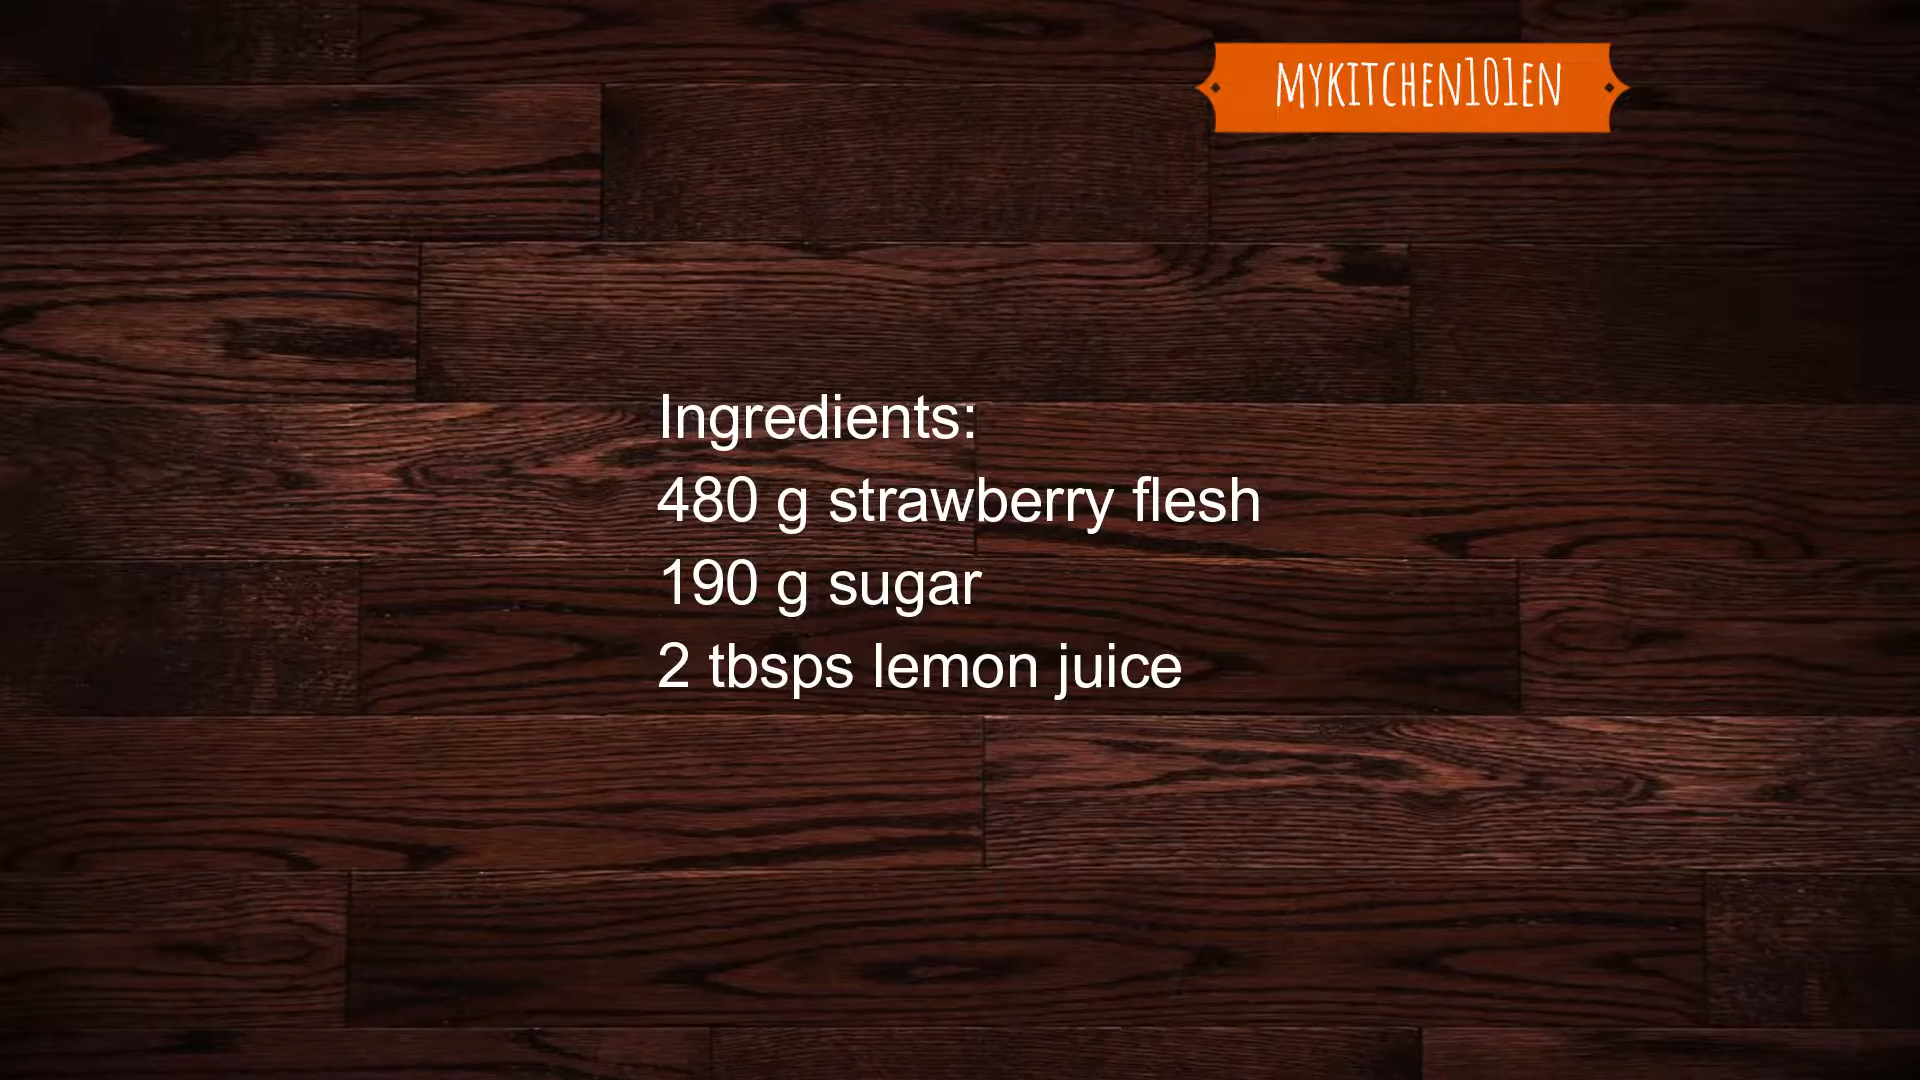 MYKITCHEN101EN
Ingredients:
480 g strawberry flesh
190 g sugar
2 tbsps lemon juice